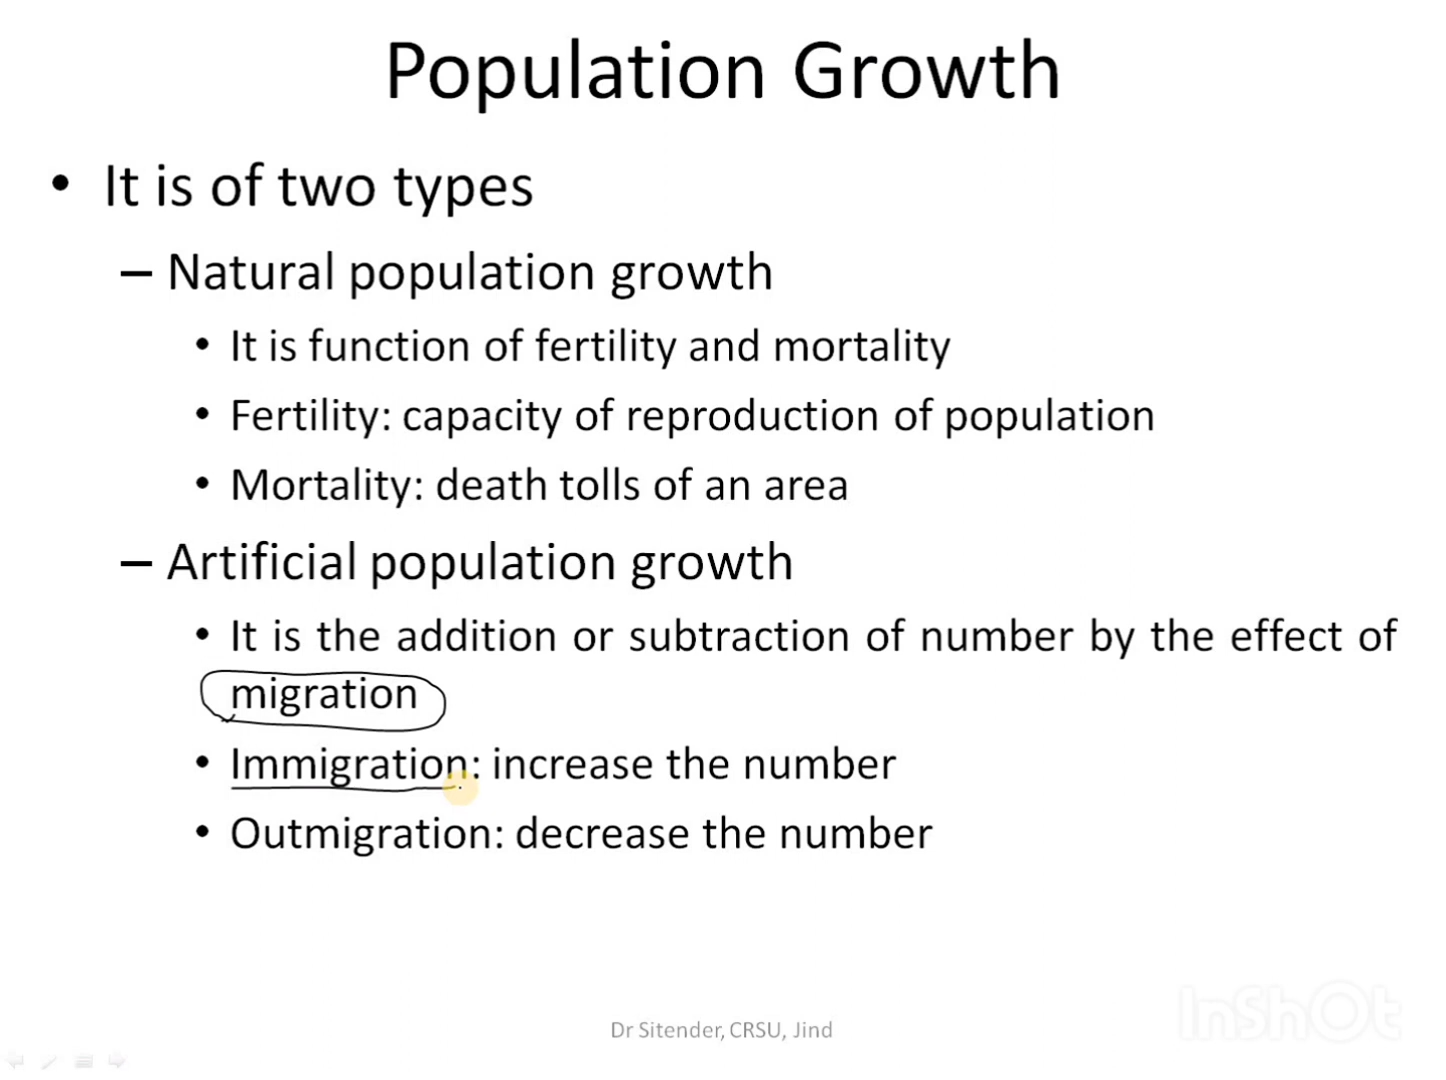 Population Growth
• It is of two types
– Natural population growth
• It is function of fertility and mortality
• Fertility: capacity of reproduction of population
• Mortality: death tolls of an area
– Artificial population growth
• It is the addition or subtraction of number by the effect of
migration
• Immigration: increase the number
• Outmigration: decrease the number
Dr Sitender, CRSU, Jind
InShOt